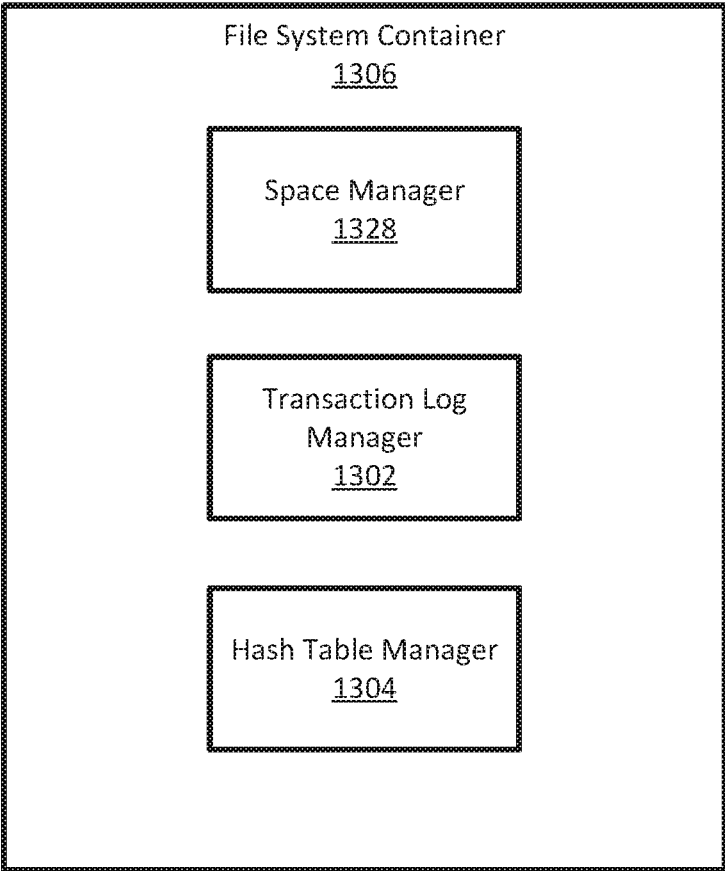 File System Container
1306
Space Manager
1328
Transaction Log
Manager
1302
Hash Table Manager
1304